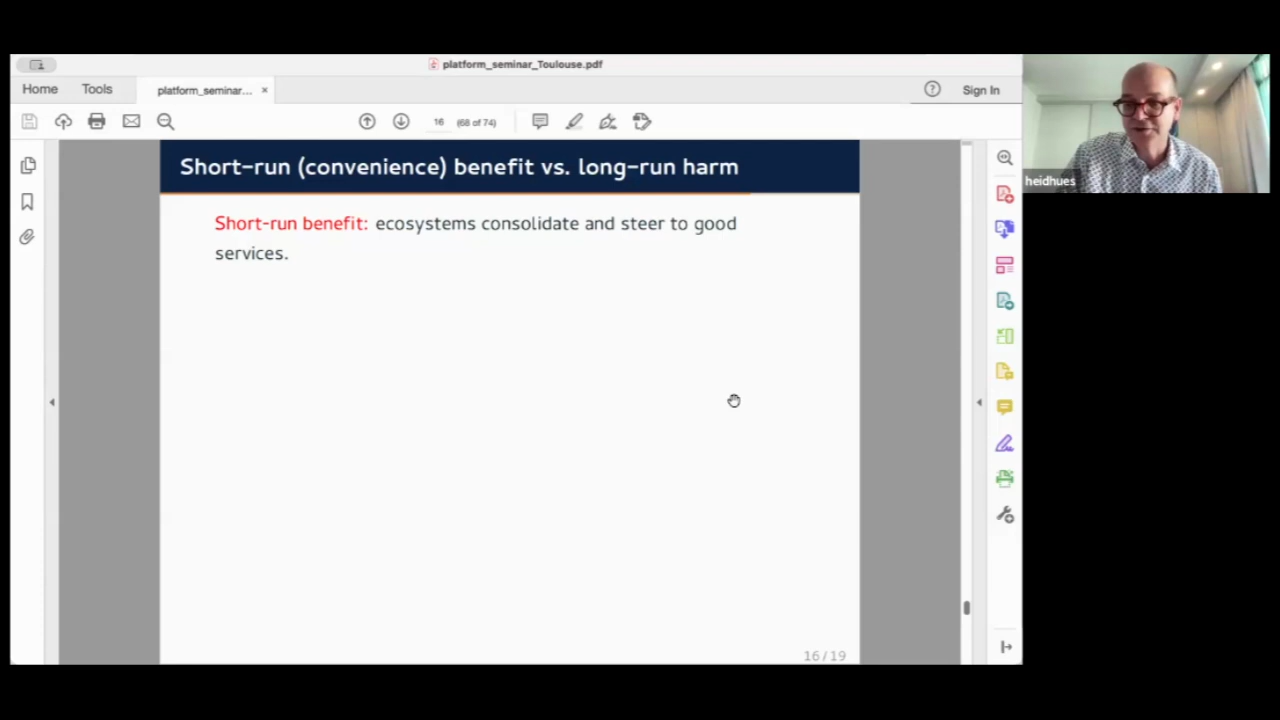 platform_seminar_Toulouse.pdf
Home
Tools
platform_seminar... ×
?
Sign In
16
(68 of 74)
Short-run (convenience) benefit vs. long-run harm
heidhues
Short-run benefit: ecosystems consolidate and steer to good
services.
16/19